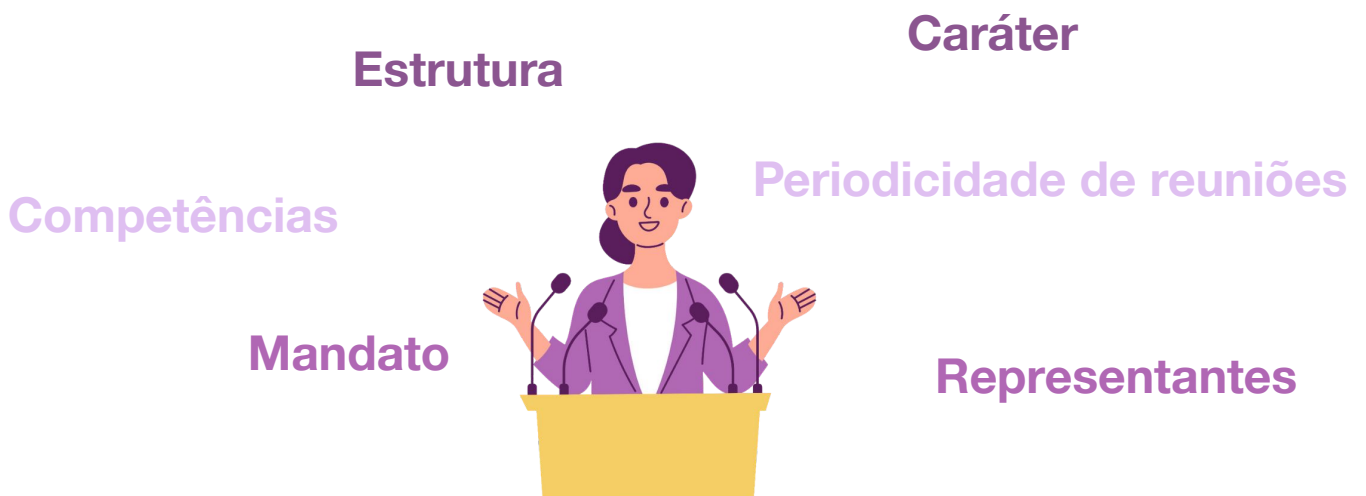 Caráter
Estrutura
Periodicidade de reuniões
Competências
Mandato
Representantes